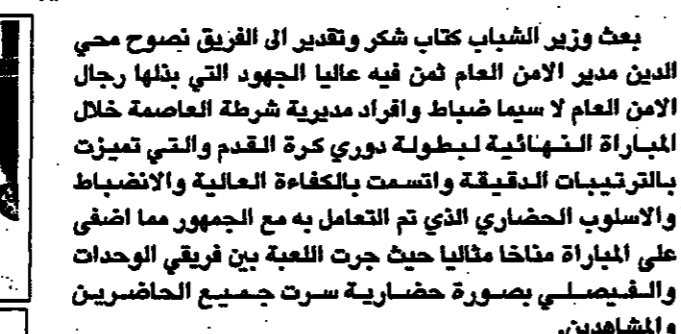 بعث وزير الشباب كتاب شكر وتقدير الى الفريق نصوح محي
الدين مدير الامن العام ثمن فيه عاليا الجهود التي بذلها رجال
الامن العام لا سيما ضباط وافراد مديرية شرطة العاصمة خلال
المباراة النهائية لبطولة دوري كرة القدم والتي تميزت
بالترتيبات الدقيقة واتسمت بالكفاءة العالية والانضباط
والاسلوب الحضاري الذي تم التعامل به مع الجمهور مما اضفى
على المباراة مناخا مثاليا حيث جرت اللعبة بين فريقي الوحدات
والفيصلي بصورة حضارية سرت جميع الحاضرين
والمشاهدين.